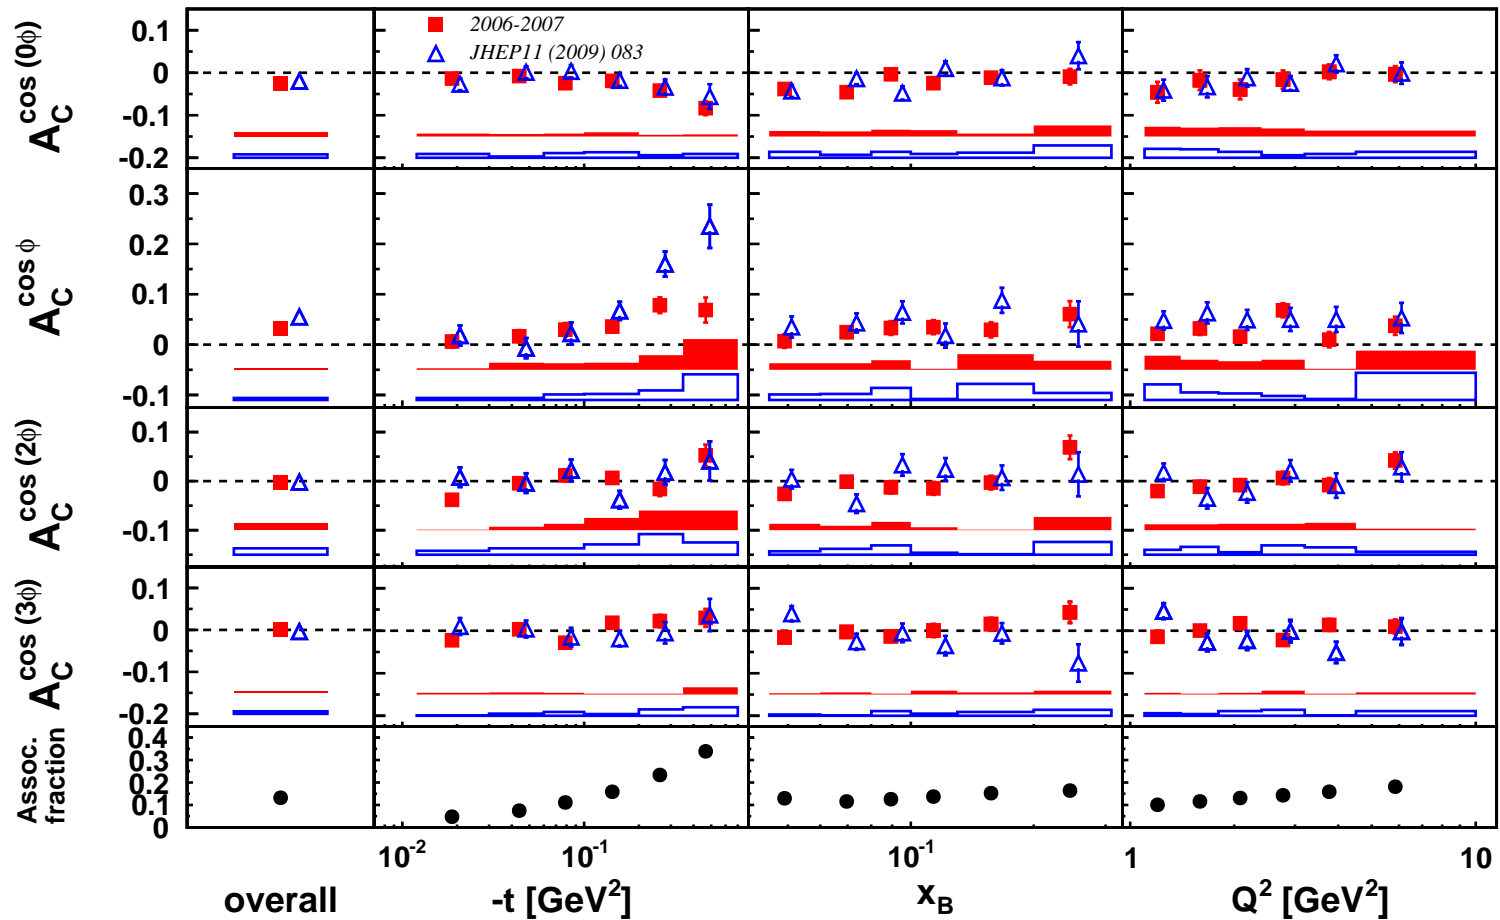 2006-2007
JHEP11 (2009) 083
A_C^cos (0ϕ)
0.1
0
-0.1
-0.2
A_C^cos ϕ
0.3
0.2
0.1
0
-0.1
A_C^cos (2ϕ)
0.1
0
-0.1
A_C^cos (3ϕ)
0.1
0
-0.1
-0.2
Assoc.
fraction
0.4
0.3
0.2
0.1
0
10^-2 10^-1 10^-1 1 10
overall -t [GeV^2] x_B Q^2 [GeV^2]